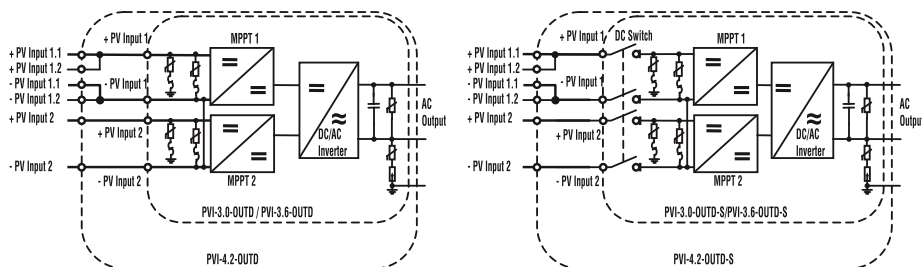 + PV Input 1
MPPT 1
+ PV Input 1.1
+ PV Input 1.2
- PV Input 1.1
- PV Input 1.2
- PV Input 1
+ PV Input 2
+ PV Input 2
DC/AC
Inverter
AC
Output
- PV Input 2
- PV Input 2
MPPT 2
PVI-3.0-OUTD / PVI-3.6-OUTD
PVI-4.2-OUTD
+ PV Input 1
DC Switch
MPPT 1
+ PV Input 1.1
+ PV Input 1.2
- PV Input 1.1
- PV Input 1.2
- PV Input 1
+ PV Input 2
+ PV Input 2
DC/AC
Inverter
AC
Output
- PV Input 2
- PV Input 2
MPPT 2
PVI-3.0-OUTD-S/PVI-3.6-OUTD-S
PVI-4.2-OUTD-S